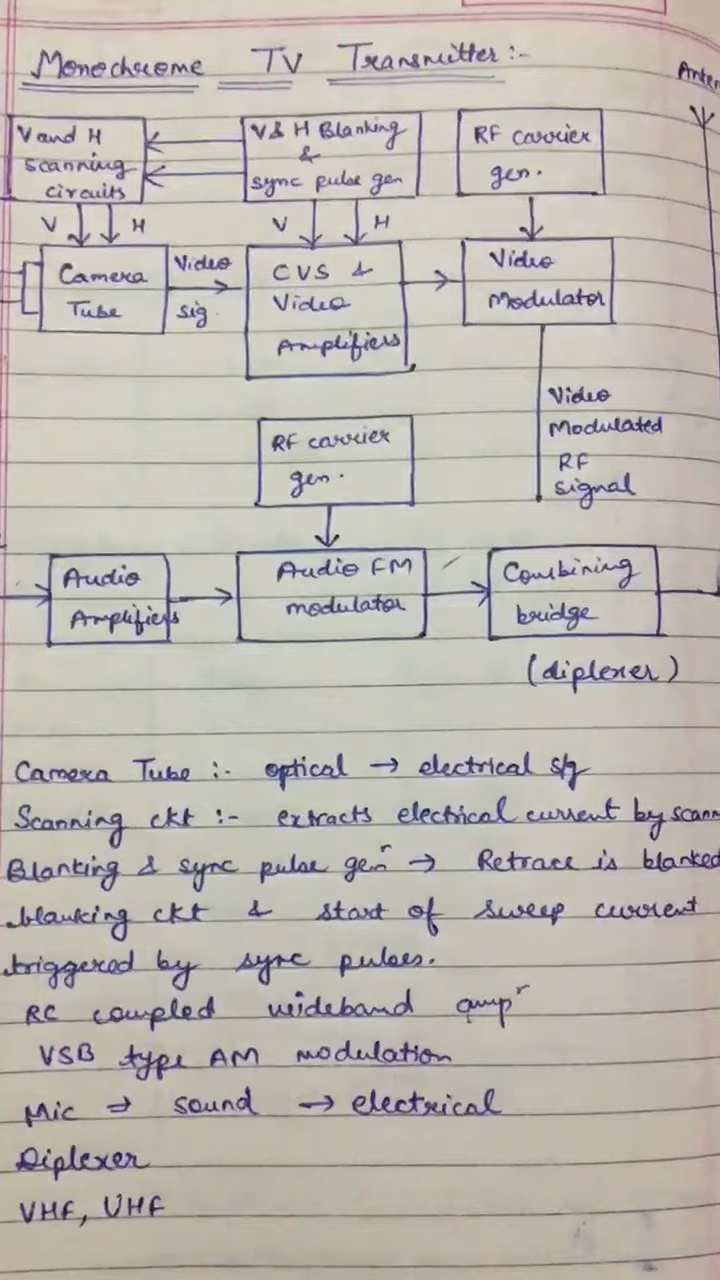 Monochrome TV Transmitter :-
Anten
V and H
scanning
circuits
V & H Blanking
&
sync pulse gen
RF carrier
gen.
V H
V H
Camera
Tube
Video
sig.
CVS &
Video
Amplifiers
Video
Modulator
Video
Modulated
RF
signal
RF carrier
gen.
Audio
Amplifiers
Audio FM
modulator
Combining
bridge
(diplexer)
Camera Tube :- optical → electrical s/g
Scanning ckt :- extracts electrical current by scann
Blanking & sync pulse genr → Retrace is blanked
blanking ckt & start of sweep current
triggered by sync pulses.
RC coupled wideband ampr
VSB type AM modulation
Mic ⇒ sound → electrical
Diplexer
VHF, UHF